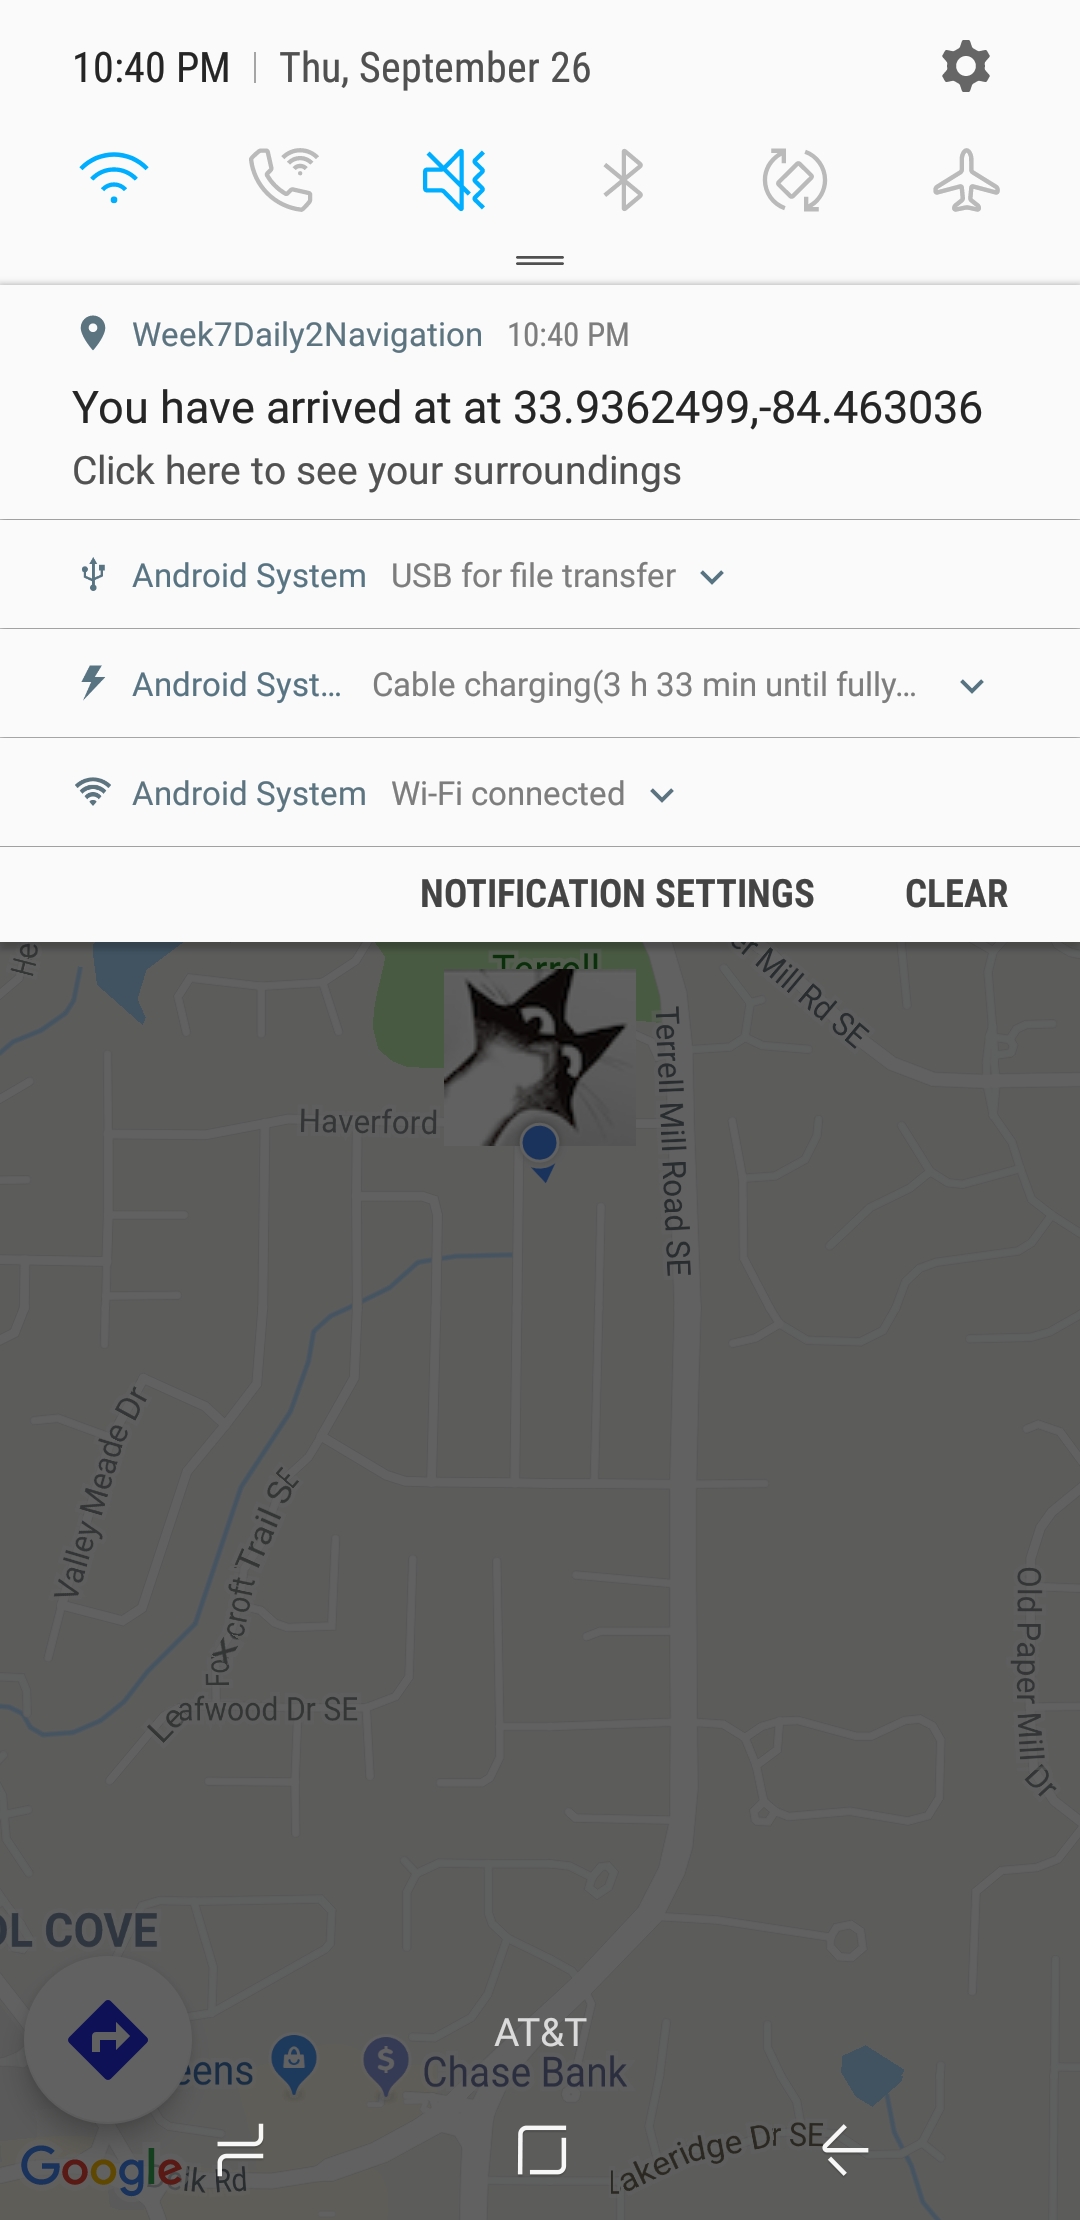 10:40 PM | Thu, September 26
Week7Daily2Navigation 10:40 PM
You have arrived at at 33.9362499,-84.463036
Click here to see your surroundings
Android System USB for file transfer
Android Syst... Cable charging(3 h 33 min until fully...
Android System Wi-Fi connected
NOTIFICATION SETTINGS CLEAR
Terrell
Mill Rd SE
Haverford
Terrell Mill Road SE
Valley Meade Dr
Foxcroft Trail SE
Leafwood Dr SE
Old Paper Mill Dr
OL COVE
AT&T
eens
Chase Bank
Lakeridge Dr SE
Google
lk Rd